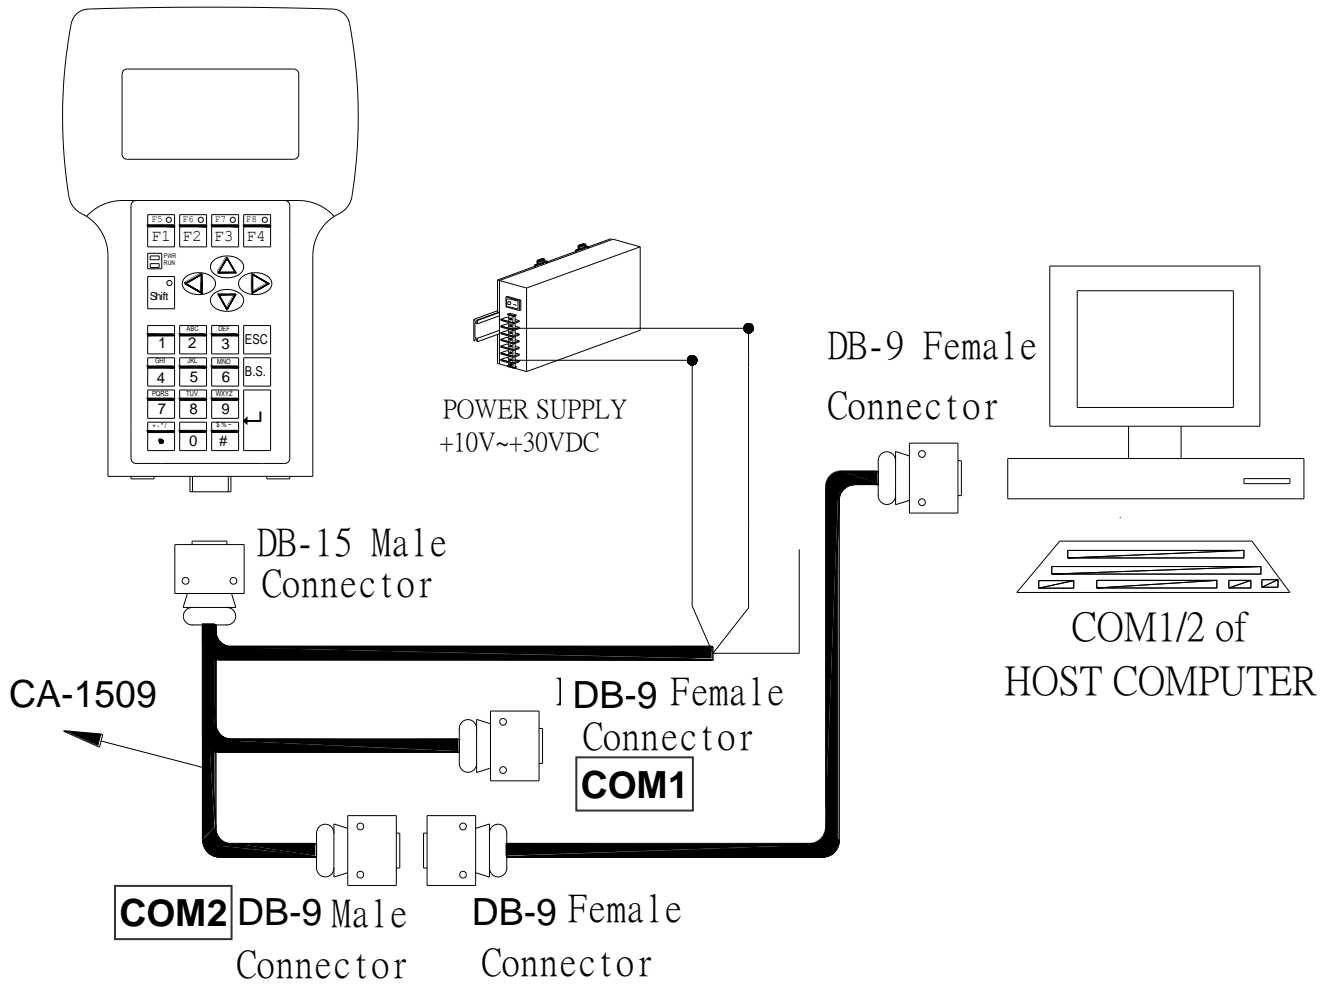 F5 F6 F7 F8
F1 F2 F3 F4
PWR
RUN
Shift
ABC DEF
1 2 3 ESC
GHI JKL MNO
4 5 6 B.S.
PQRS TUV WXYZ
7 8 9
+-*/ $%~
0 #
POWER SUPPLY
+10V~+30VDC
DB-9 Female
Connector
DB-15 Male
Connector
COM1/2 of
HOST COMPUTER
CA-1509
DB-9 Female
Connector
COM1
COM2 DB-9 Male
Connector
DB-9 Female
Connector